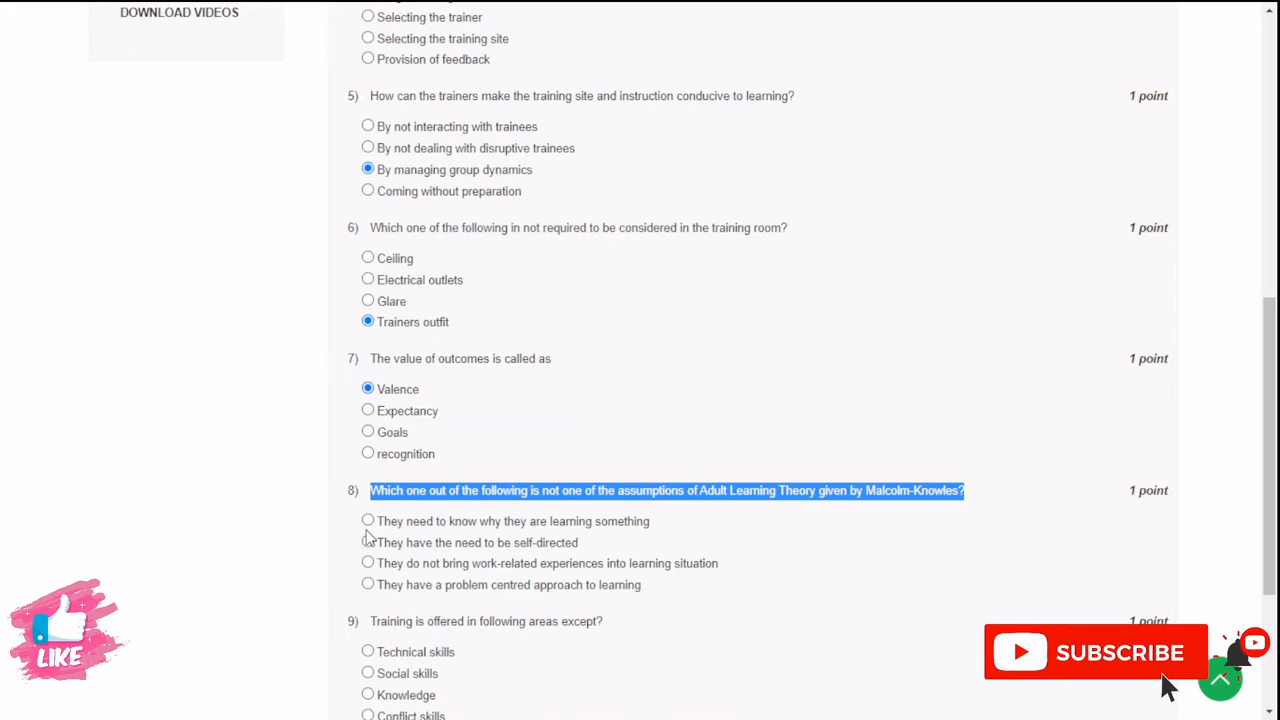 DOWNLOAD VIDEOS
Selecting the trainer
Selecting the training site
Provision of feedback
5) How can the trainers make the training site and instruction conducive to learning? 1 point
By not interacting with trainees
By not dealing with disruptive trainees
By managing group dynamics
Coming without preparation
6) Which one of the following in not required to be considered in the training room? 1 point
Ceiling
Electrical outlets
Glare
Trainers outfit
7) The value of outcomes is called as 1 point
Valence
Expectancy
Goals
recognition
8) Which one out of the following is not one of the assumptions of Adult Learning Theory given by Malcolm-Knowles? 1 point
They need to know why they are learning something
They have the need to be self-directed
They do not bring work-related experiences into learning situation
They have a problem centred approach to learning
9) Training is offered in following areas except? 1 point
Technical skills
Social skills
Knowledge
Conflict skills
LIKE
SUBSCRIBE